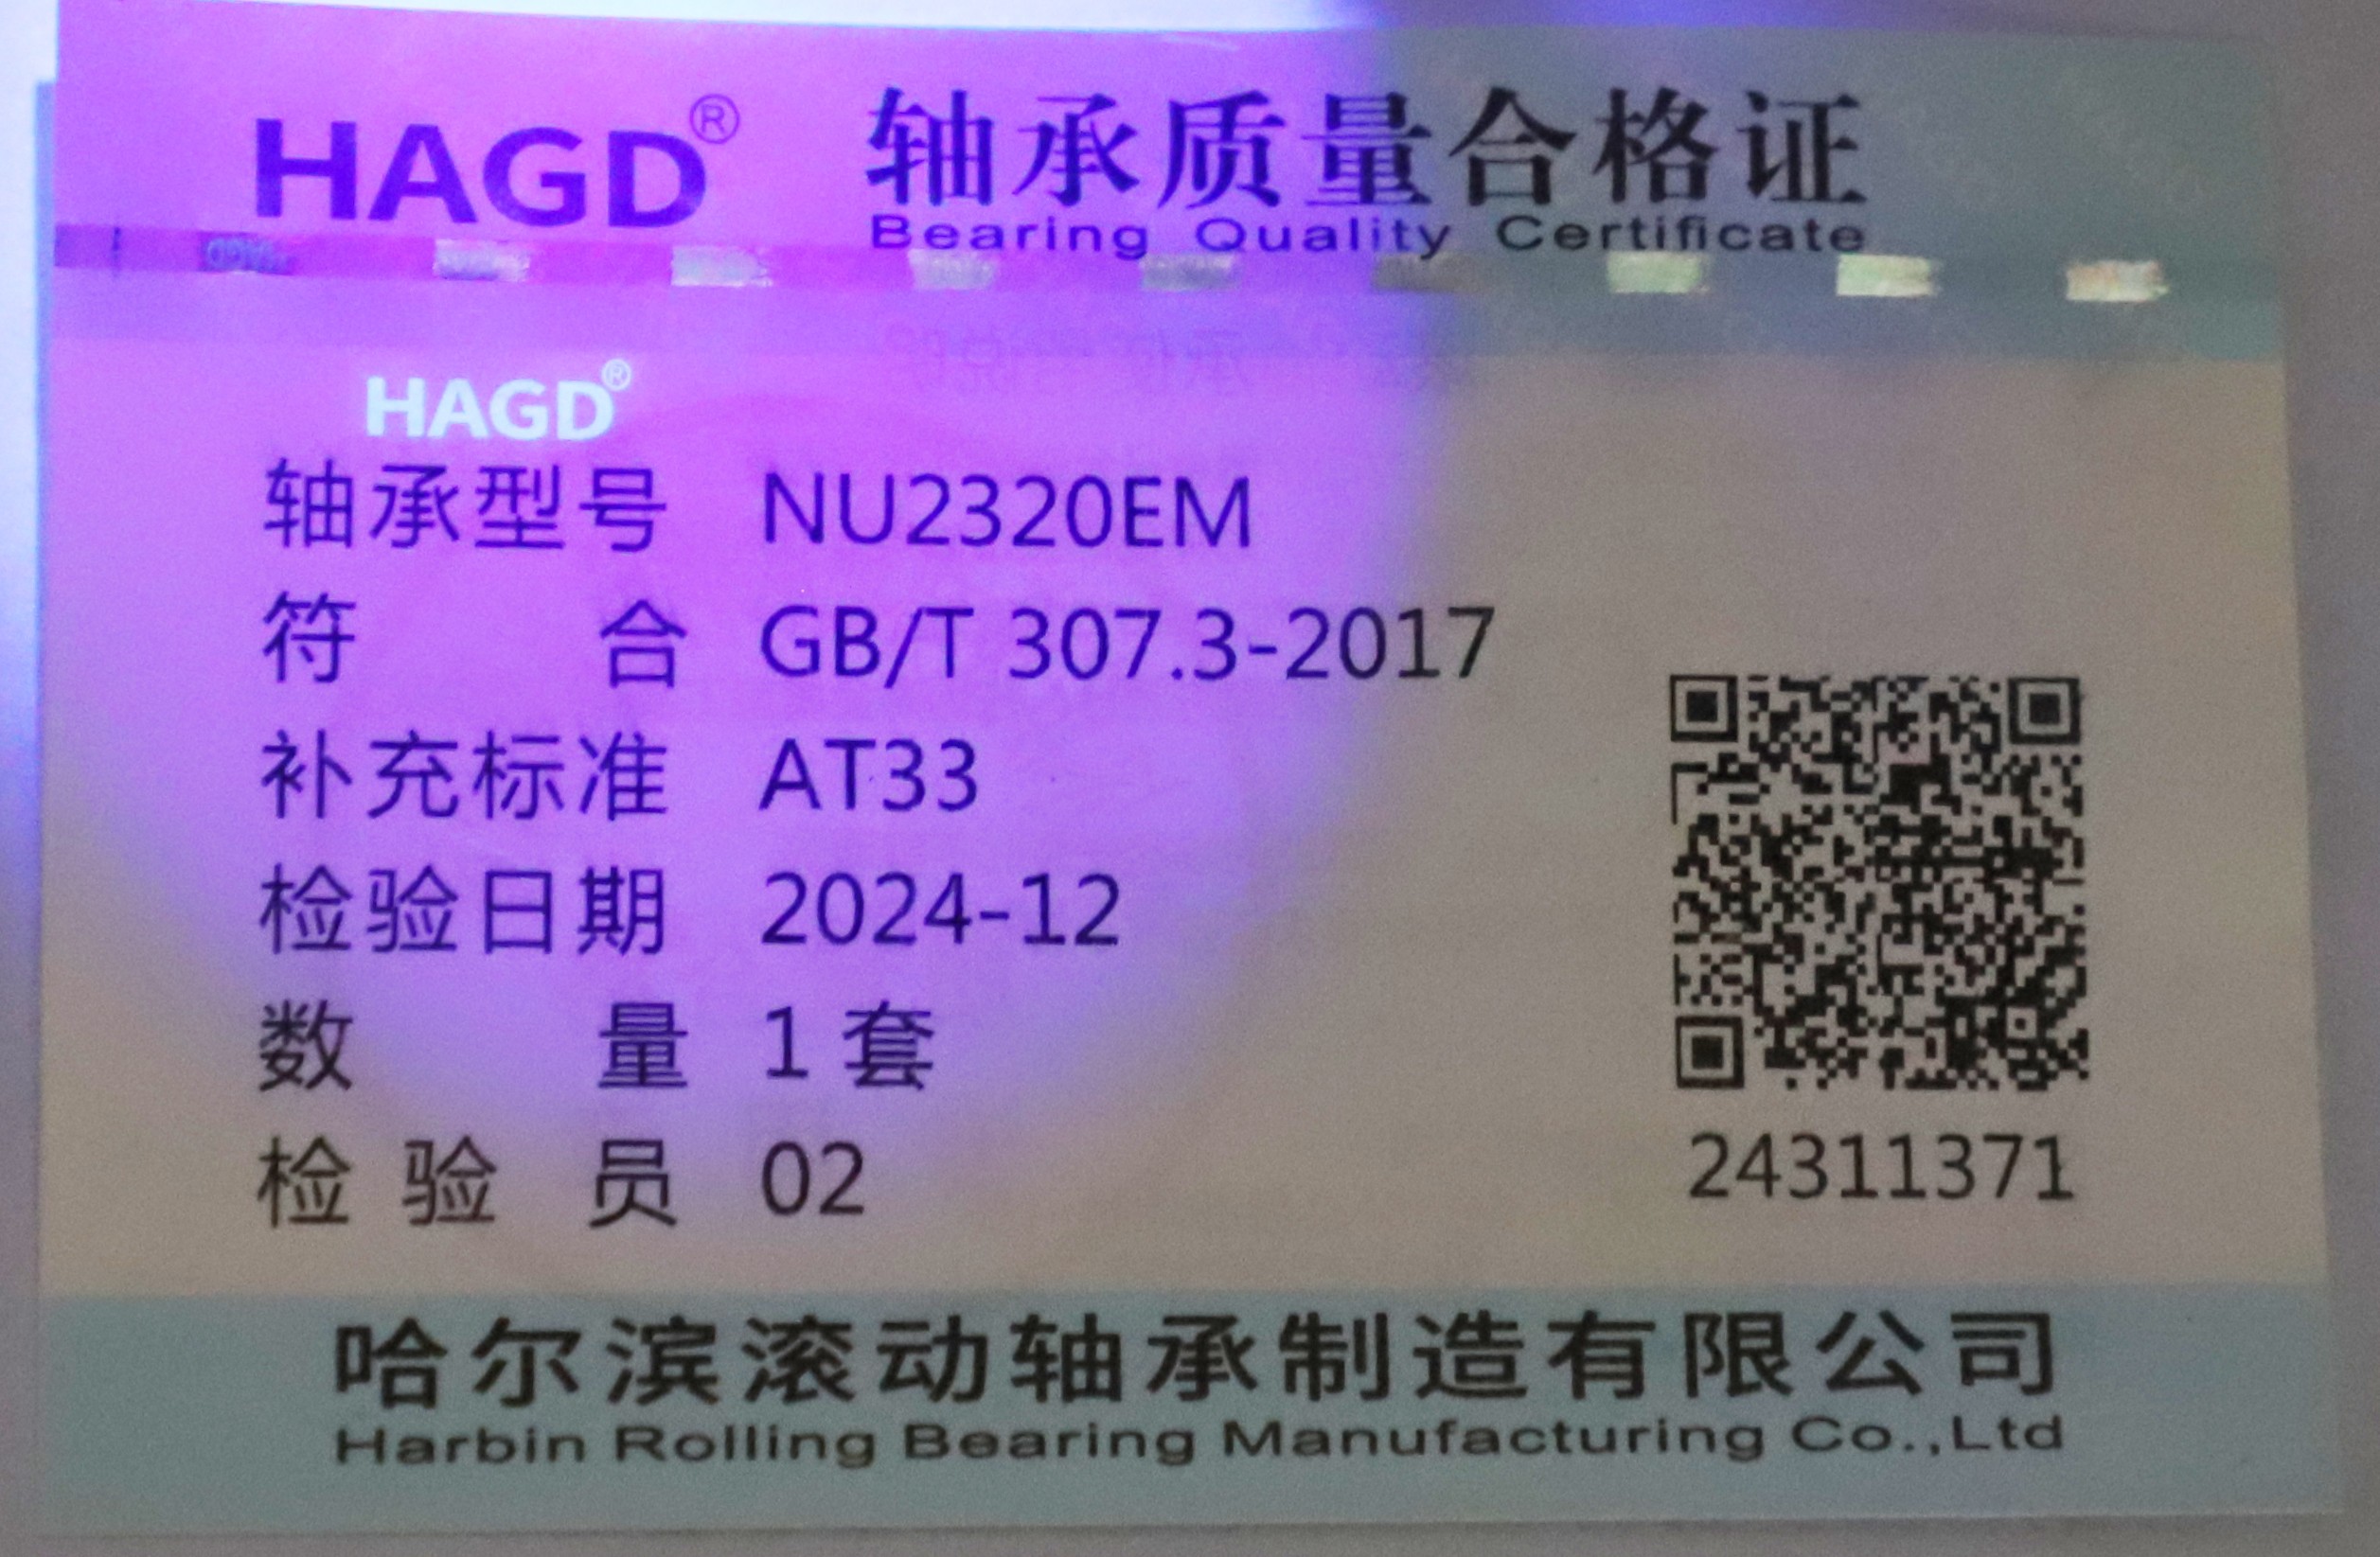 HAGD®
轴承质量合格证
Bearing Quality Certificate
HAGD®
轴承型号 NU2320EM
符合 GB/T 307.3-2017
补充标准 AT33
检验日期 2024-12
数量 1 套
检验员 02
24311371
哈尔滨滚动轴承制造有限公司
Harbin Rolling Bearing Manufacturing Co.,Ltd